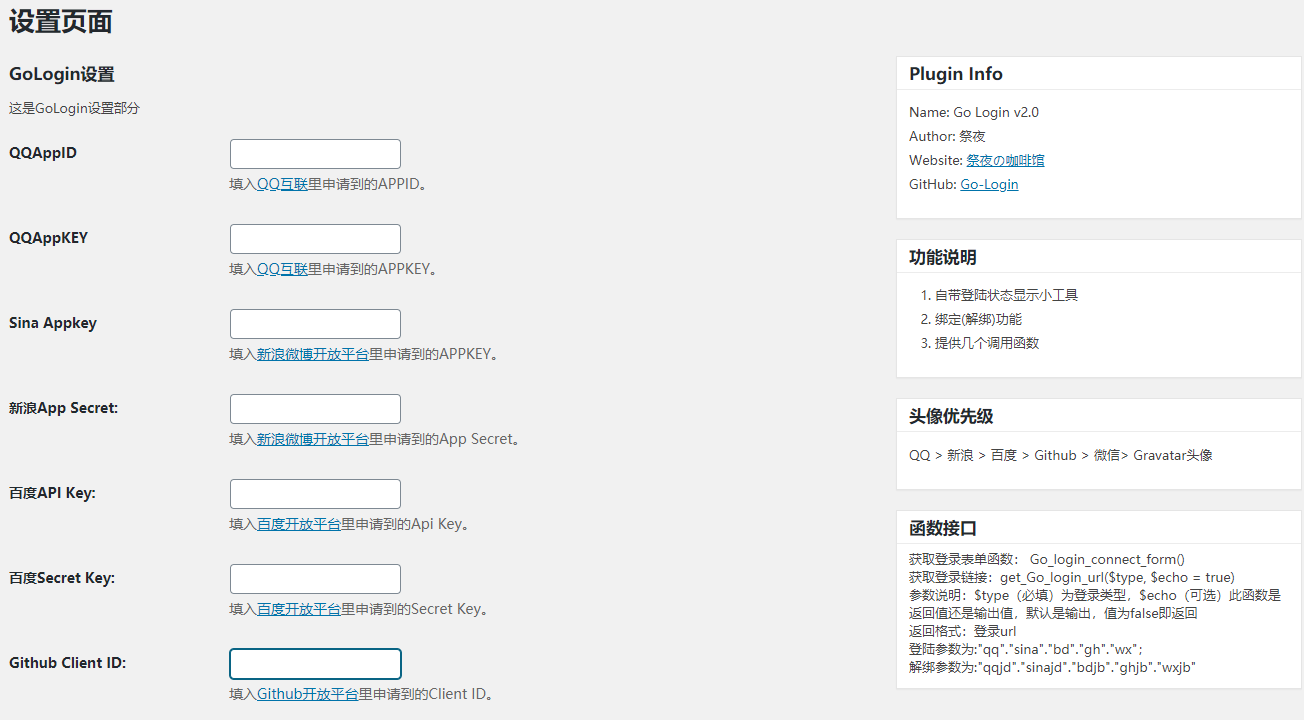 设置页面
GoLogin设置
这是GoLogin设置部分
QQAppID
填入QQ互联里申请到的APPID。
QQAppKEY
填入QQ互联里申请到的APPKEY。
Sina Appkey
填入新浪微博开放平台里申请到的APPKEY。
新浪App Secret:
填入新浪微博开放平台里申请到的App Secret。
百度API Key:
填入百度开放平台里申请到的Api Key。
百度Secret Key:
填入百度开放平台里申请到的Secret Key。
Github Client ID:
填入Github开放平台里申请到的Client ID。
Plugin Info
Name: Go Login v2.0
Author: 祭夜
Website: 祭夜の咖啡馆
GitHub: Go-Login
功能说明
1. 自带登陆状态显示小工具
2. 绑定(解绑)功能
3. 提供几个调用函数
头像优先级
QQ > 新浪 > 百度 > Github > 微信> Gravatar头像
函数接口
获取登录表单函数： Go_login_connect_form()
获取登录链接：get_Go_login_url($type, $echo = true)
参数说明：$type（必填）为登录类型，$echo（可选）此函数是
返回值还是输出值，默认是输出，值为false即返回
返回格式：登录url
登陆参数为:"qq"."sina"."bd"."gh"."wx";
解绑参数为:"qqjd"."sinajd"."bdjb"."ghjb"."wxjb"